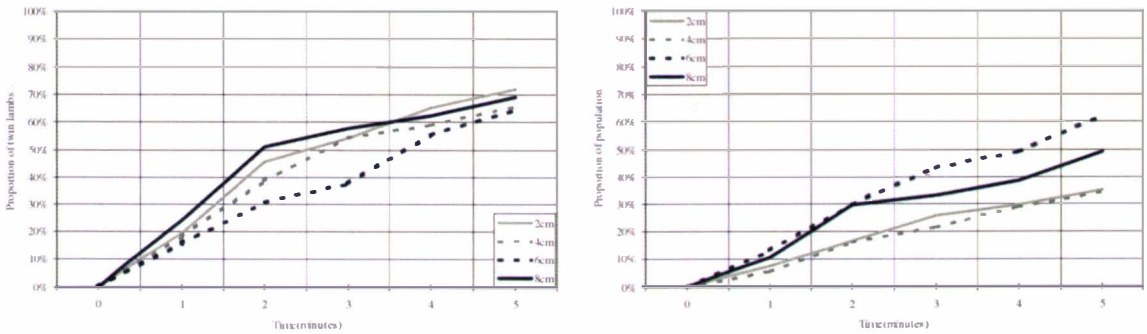 100%
90%
80%
70%
60%
50%
40%
30%
20%
10%
0%
Proportion of twin lambs
0 1 2 3 4 5
Time(minutes)
2cm
4cm
6cm
8cm
100%
90%
80%
70%
60%
50%
40%
30%
20%
10%
0%
Proportion of population
0 1 2 3 4 5
Time(minutes)
2cm
4cm
6cm
8cm